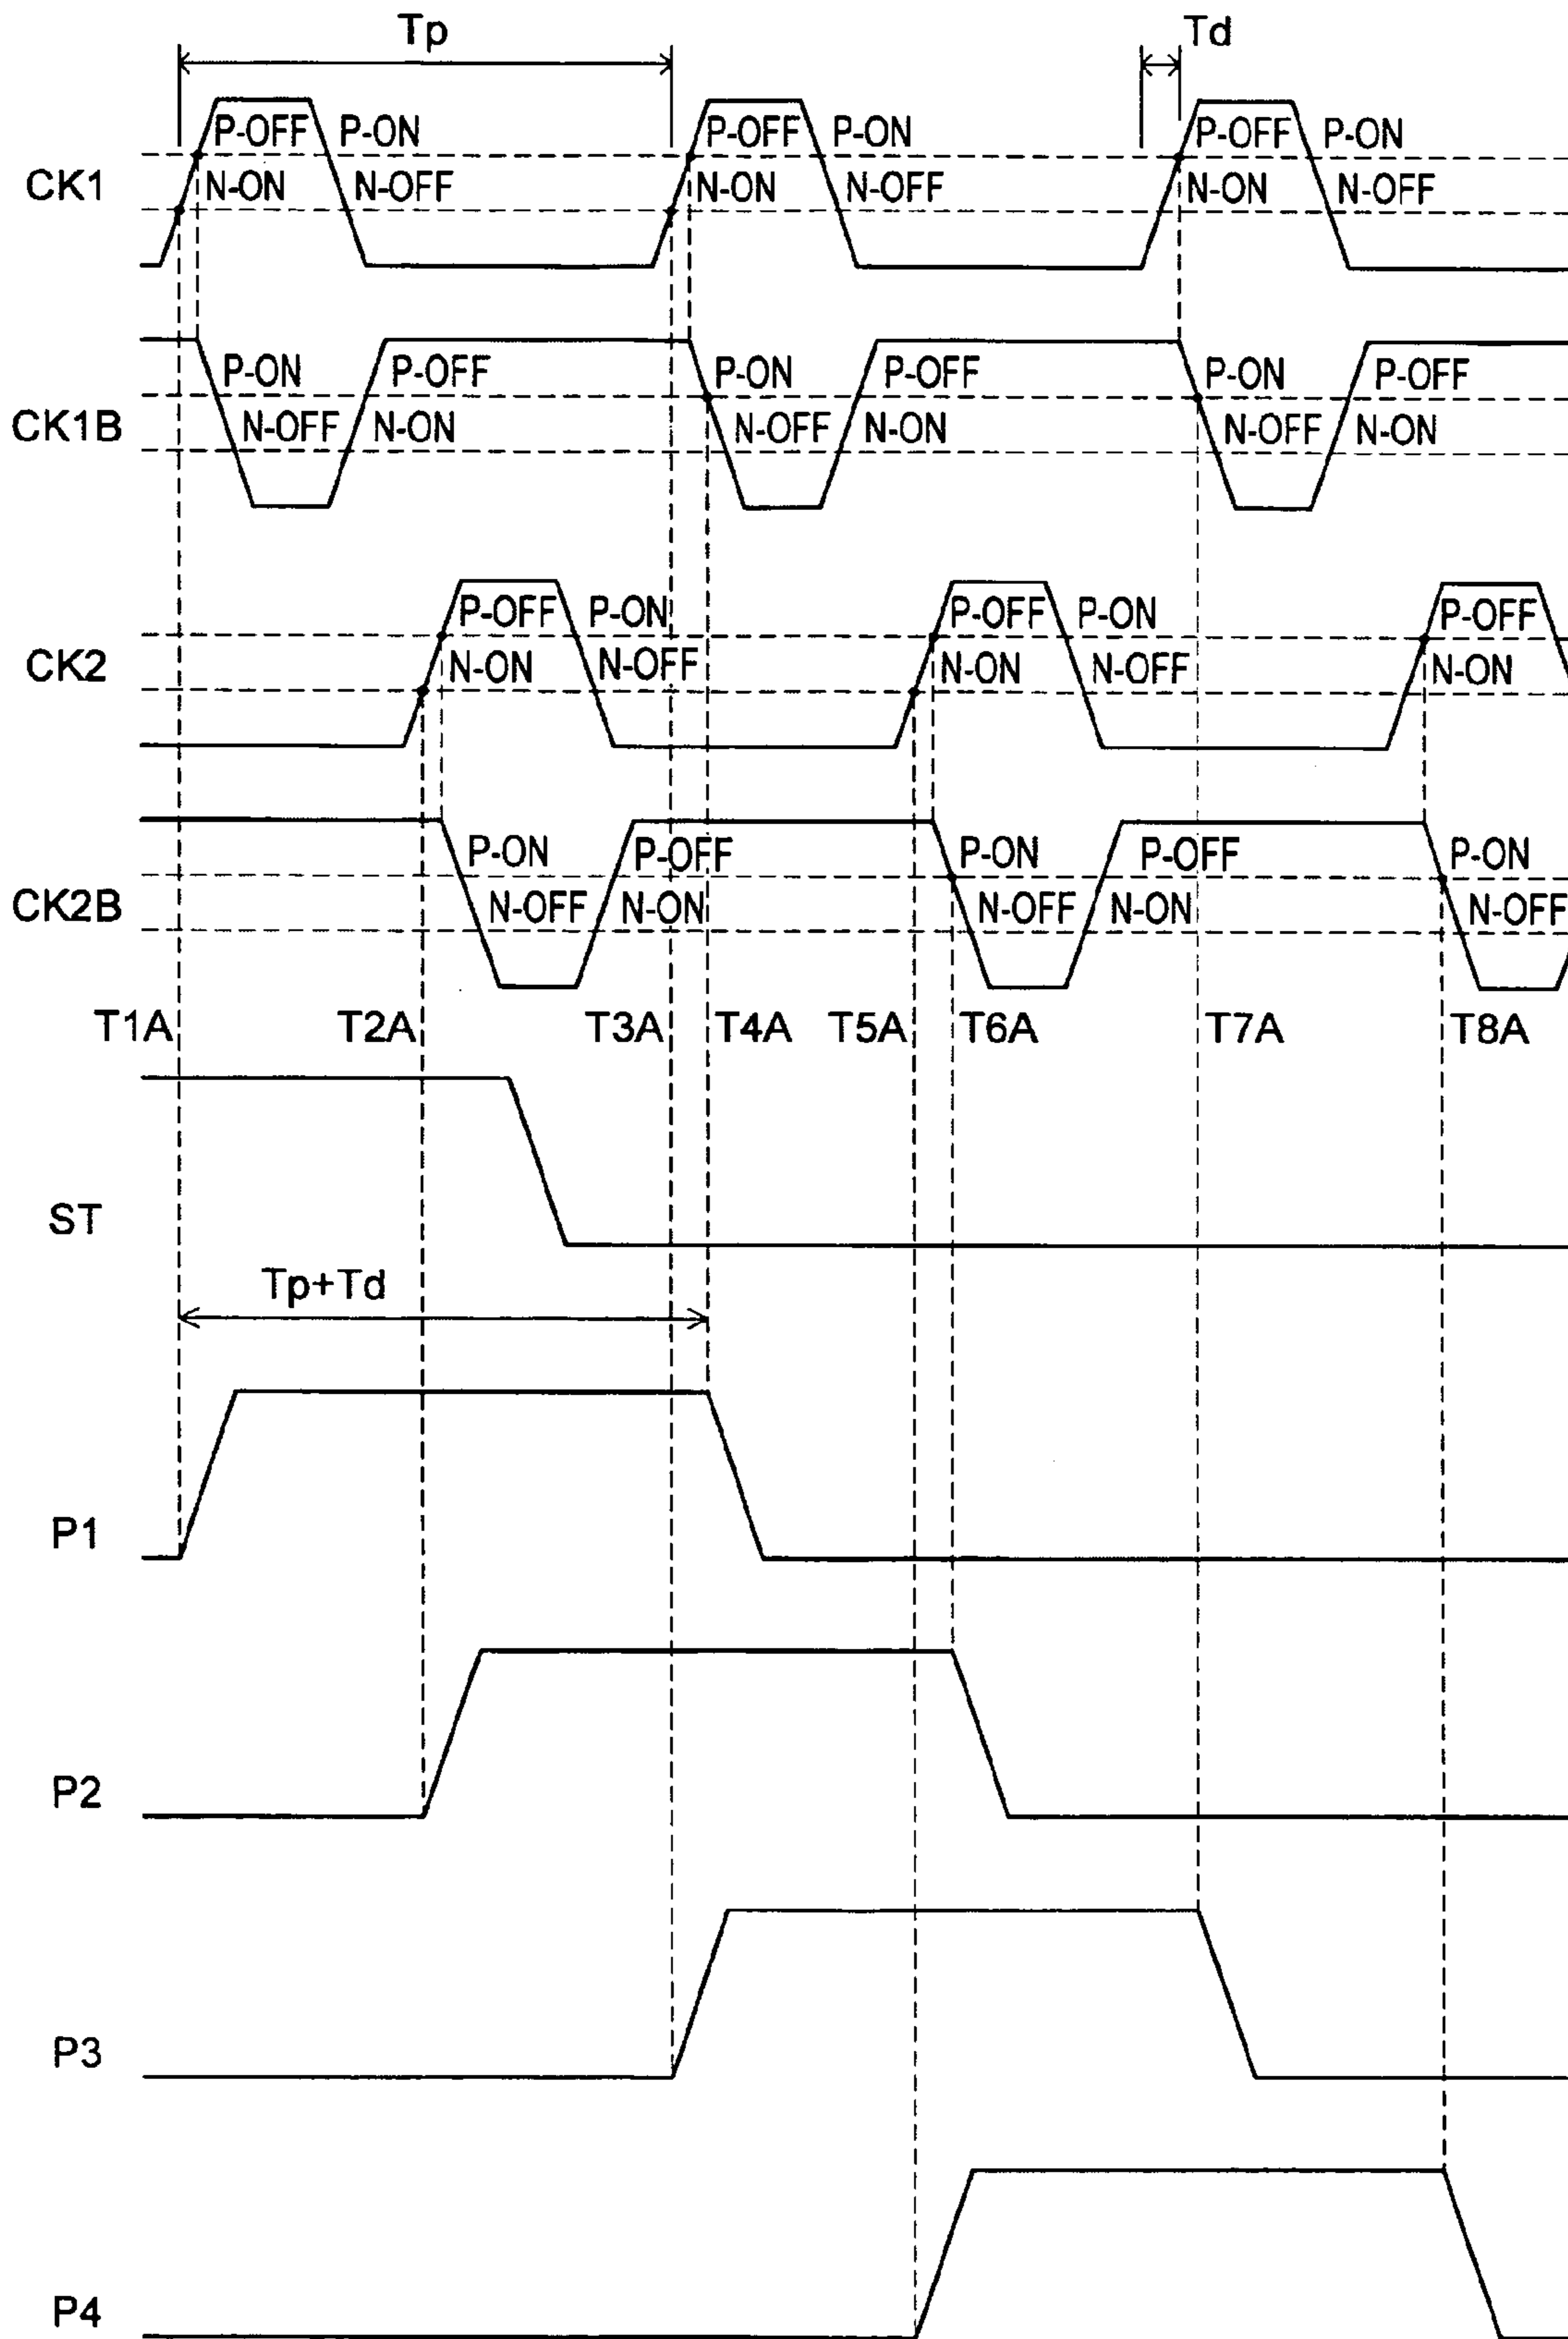 Tp Td
P-OFF P-ON P-OFF P-ON P-OFF P-ON
CK1 N-ON N-OFF N-ON N-OFF N-ON N-OFF
P-ON P-OFF P-ON P-OFF P-ON P-OFF
CK1B N-OFF N-ON N-OFF N-ON N-OFF N-ON
P-OFF P-ON P-OFF P-ON P-OFF
CK2 N-ON N-OFF N-ON N-OFF N-ON
P-ON P-OFF P-ON P-OFF P-ON
CK2B N-OFF N-ON N-OFF N-ON N-OFF
T1A T2A T3A T4A T5A T6A T7A T8A
ST
Tp+Td
P1
P2
P3
P4